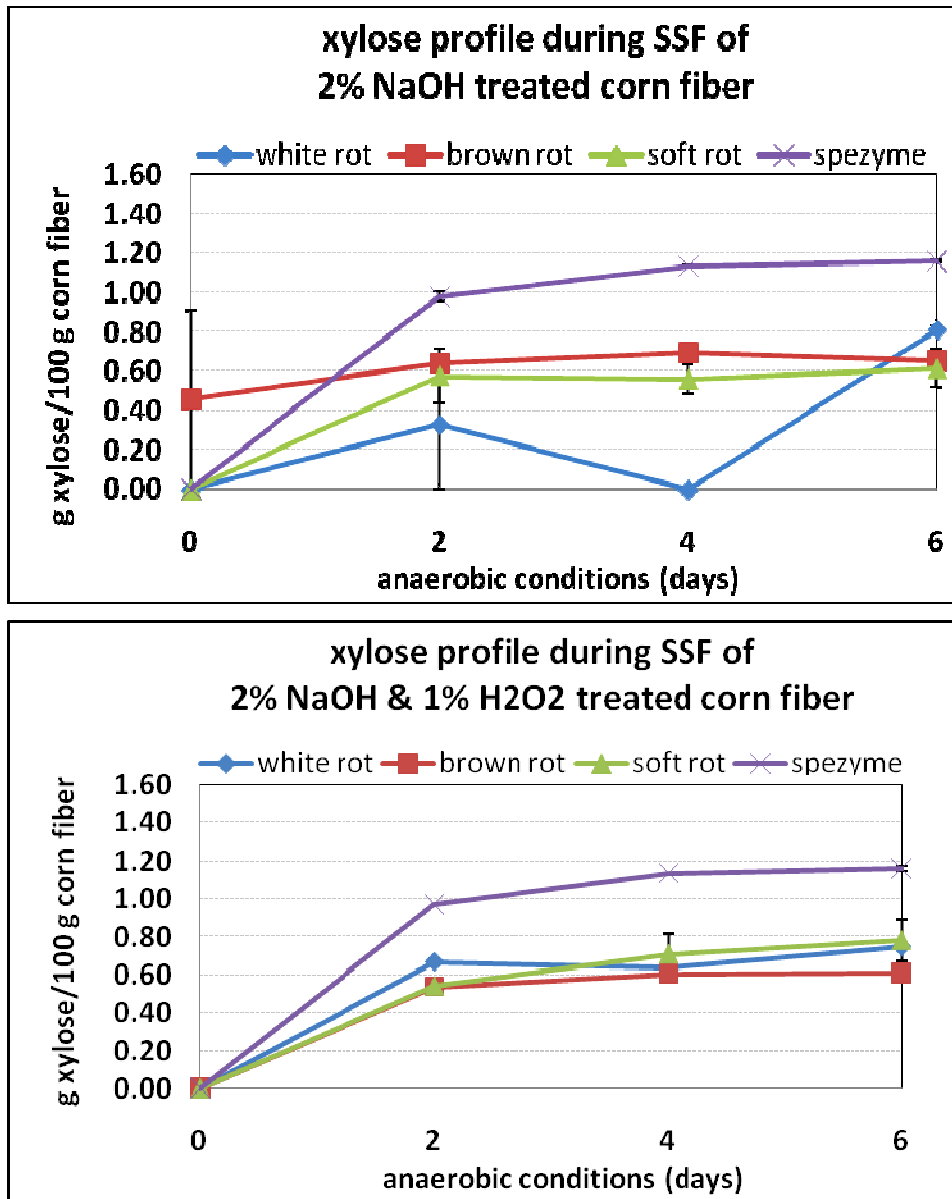 xylose profile during SSF of
2% NaOH treated corn fiber
white rot brown rot soft rot spezyme
g xylose/100 g corn fiber
1.60
1.40
1.20
1.00
0.80
0.60
0.40
0.20
0.00
0 2 4 6
anaerobic conditions (days)
xylose profile during SSF of
2% NaOH & 1% H2O2 treated corn fiber
white rot brown rot soft rot spezyme
g xylose/100 g corn fiber
1.60
1.40
1.20
1.00
0.80
0.60
0.40
0.20
0.00
0 2 4 6
anaerobic conditions (days)